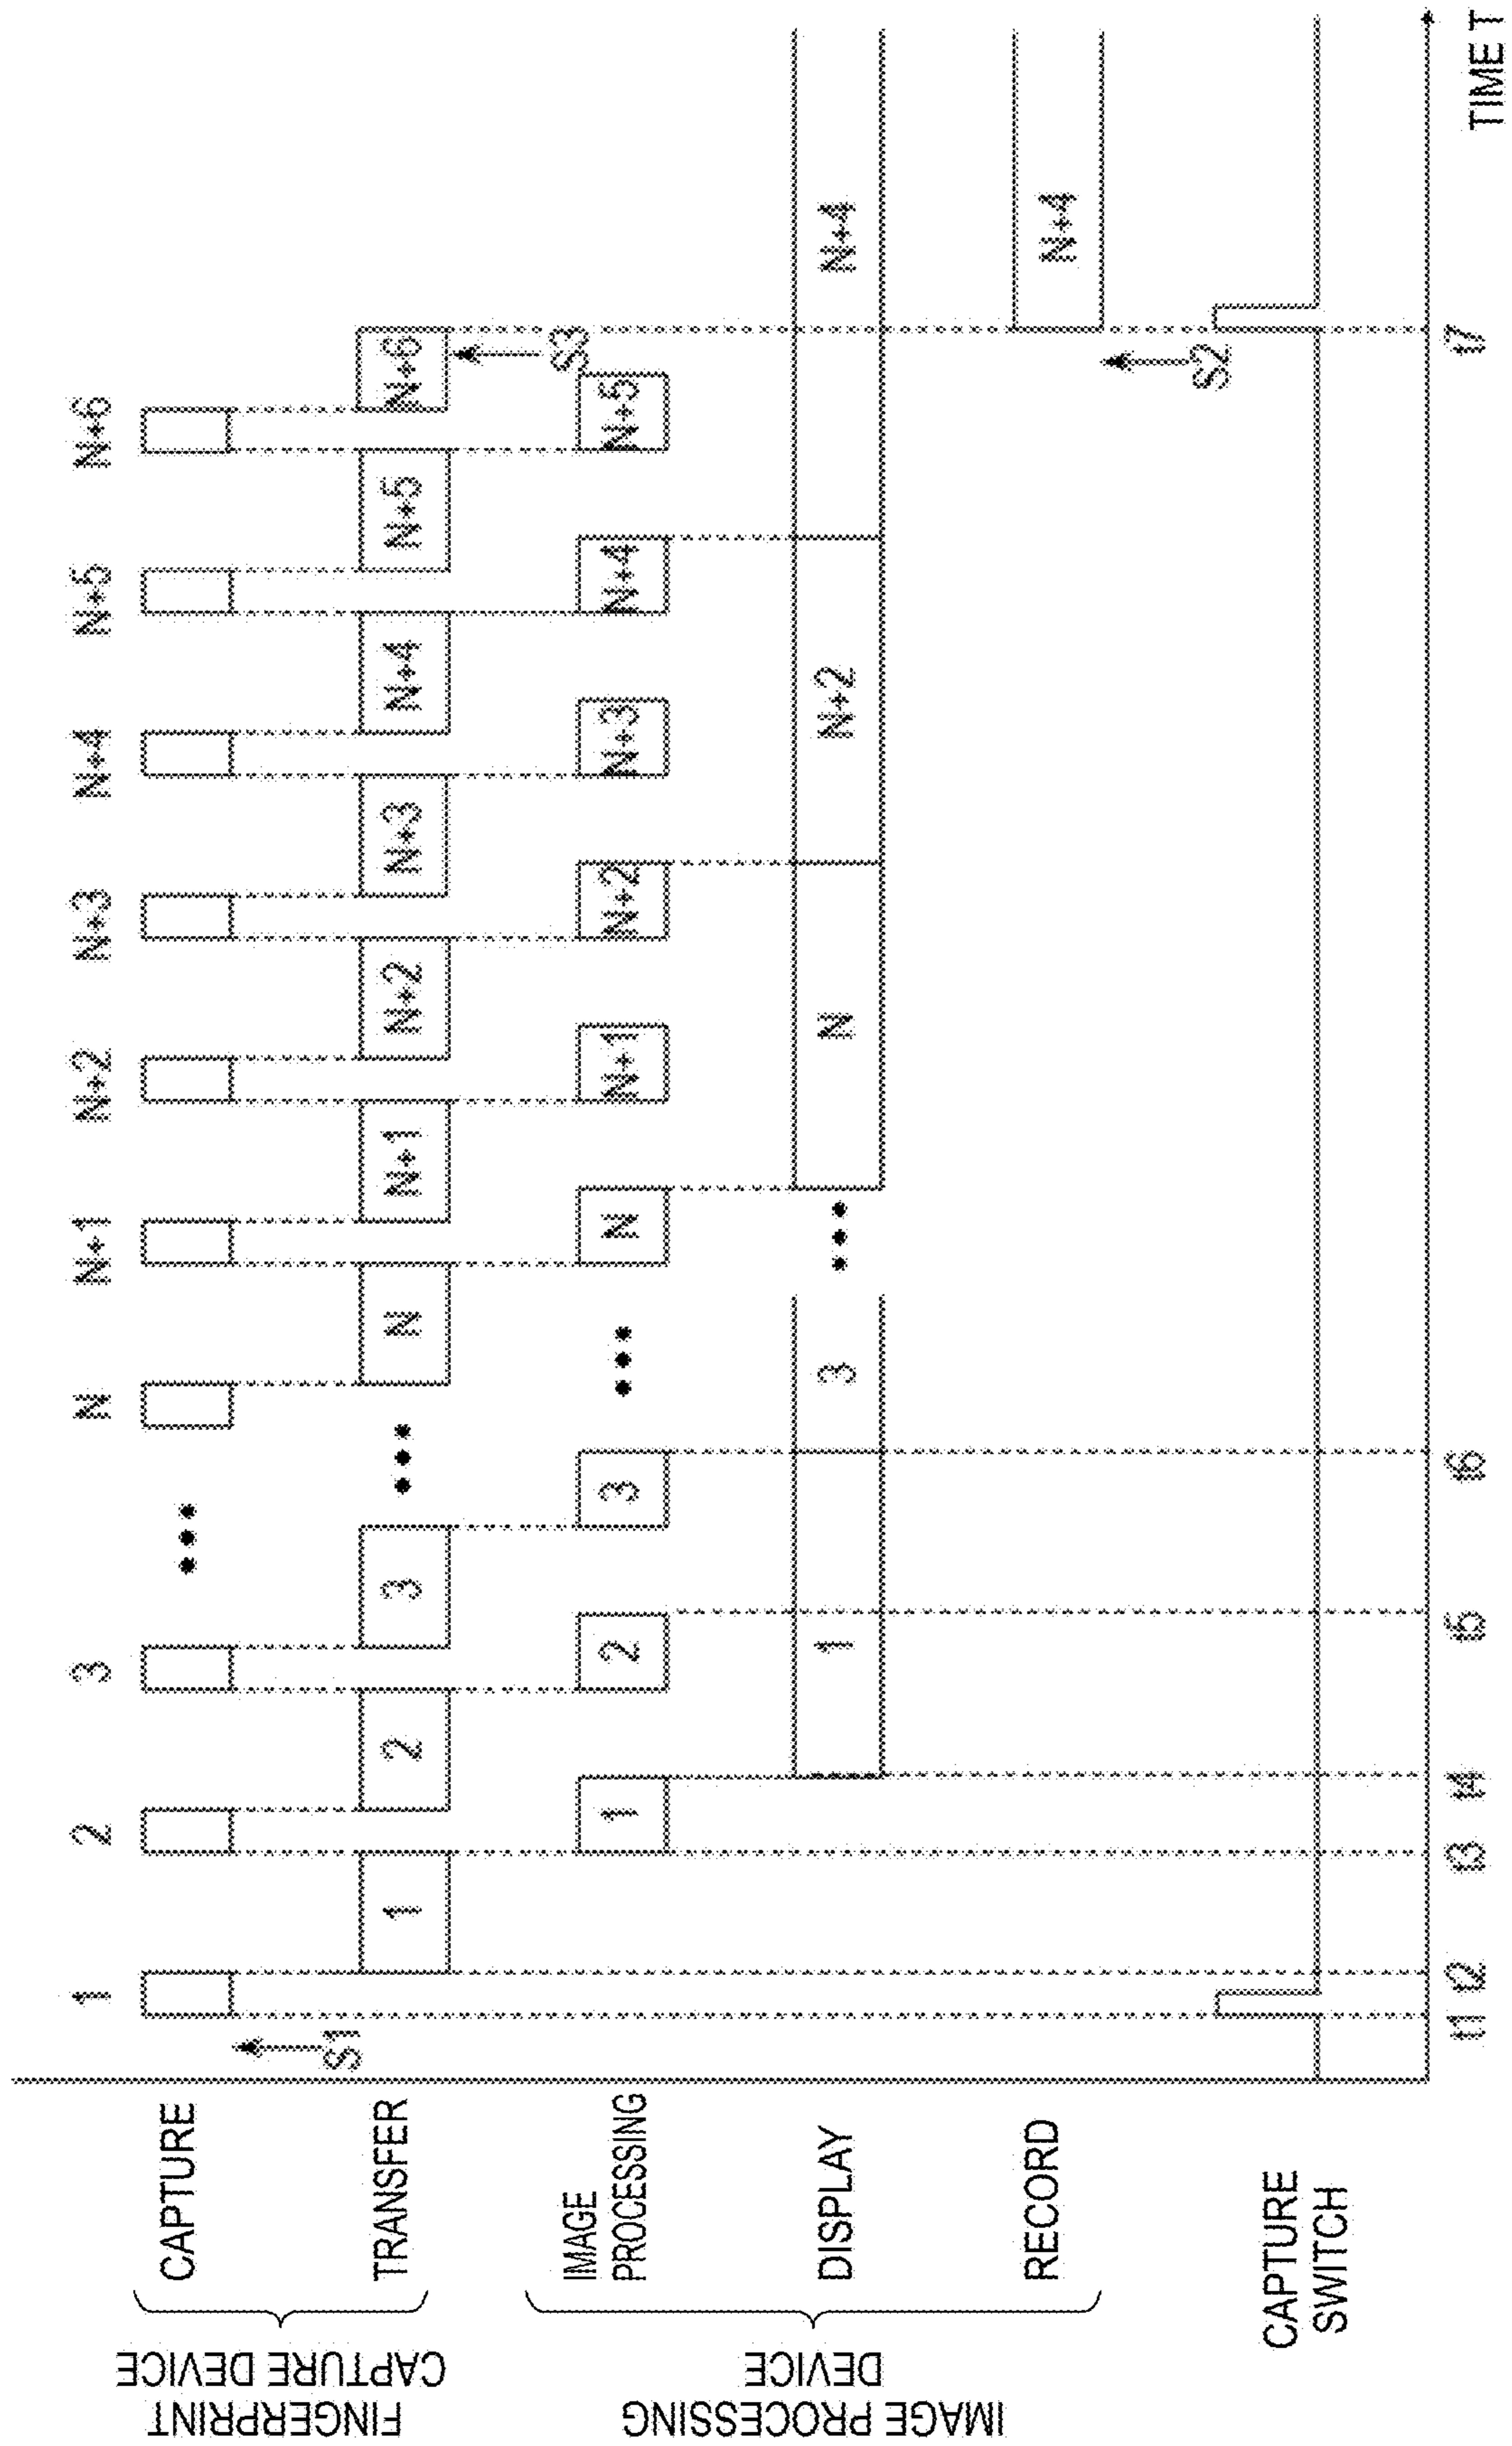 FINGERPRINT
CAPTURE DEVICE
CAPTURE
1 2 3 ••• N N+1 N+2 N+3 N+4 N+5 N+6
S1
TRANSFER
1 2 3 ••• N N+1 N+2 N+3 N+4 N+5 N+6
S3
IMAGE PROCESSING
DEVICE
IMAGE
PROCESSING
1 2 3 ••• N N+1 N+2 N+3 N+4 N+5
DISPLAY
1 3 ••• N N+2 N+4
RECORD
N+4
S2
CAPTURE
SWITCH
t1 t2 t3 t4 t5 t6 t7
TIME T